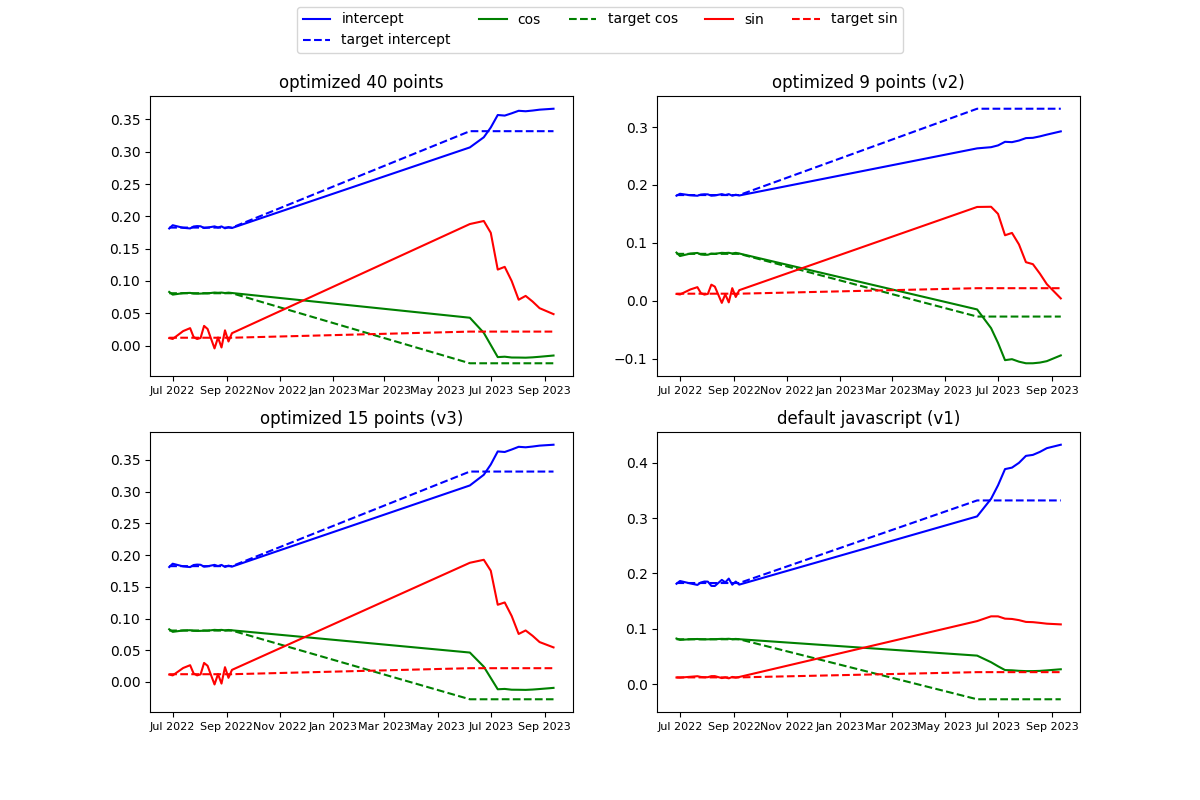 intercept cos target cos sin target sin
target intercept
optimized 40 points
0.35
0.30
0.25
0.20
0.15
0.10
0.05
0.00
Jul 2022 Sep 2022 Nov 2022 Jan 2023 Mar 2023 May 2023 Jul 2023 Sep 2023
optimized 9 points (v2)
0.3
0.2
0.1
0.0
−0.1
Jul 2022 Sep 2022 Nov 2022 Jan 2023 Mar 2023 May 2023 Jul 2023 Sep 2023
optimized 15 points (v3)
0.35
0.30
0.25
0.20
0.15
0.10
0.05
0.00
Jul 2022 Sep 2022 Nov 2022 Jan 2023 Mar 2023 May 2023 Jul 2023 Sep 2023
default javascript (v1)
0.4
0.3
0.2
0.1
0.0
Jul 2022 Sep 2022 Nov 2022 Jan 2023 Mar 2023 May 2023 Jul 2023 Sep 2023